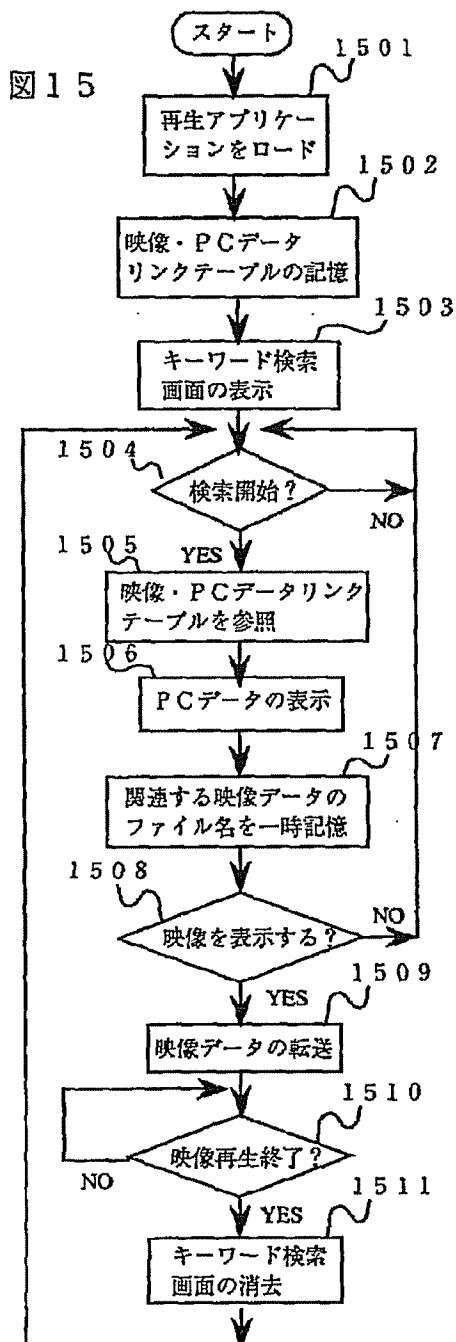 図１５
スタート
１５０１
再生アプリケー
ションをロード
１５０２
映像・ＰＣデータ
リンクテーブルの記憶
１５０３
キーワード検索
画面の表示
１５０４
検索開始？
NO
YES
１５０５
映像・ＰＣデータリンク
テーブルを参照
１５０６
ＰＣデータの表示
１５０７
関連する映像データの
ファイル名を一時記憶
１５０８
映像を表示する？
NO
YES
１５０９
映像データの転送
１５１０
映像再生終了？
NO
YES
１５１１
キーワード検索
画面の消去